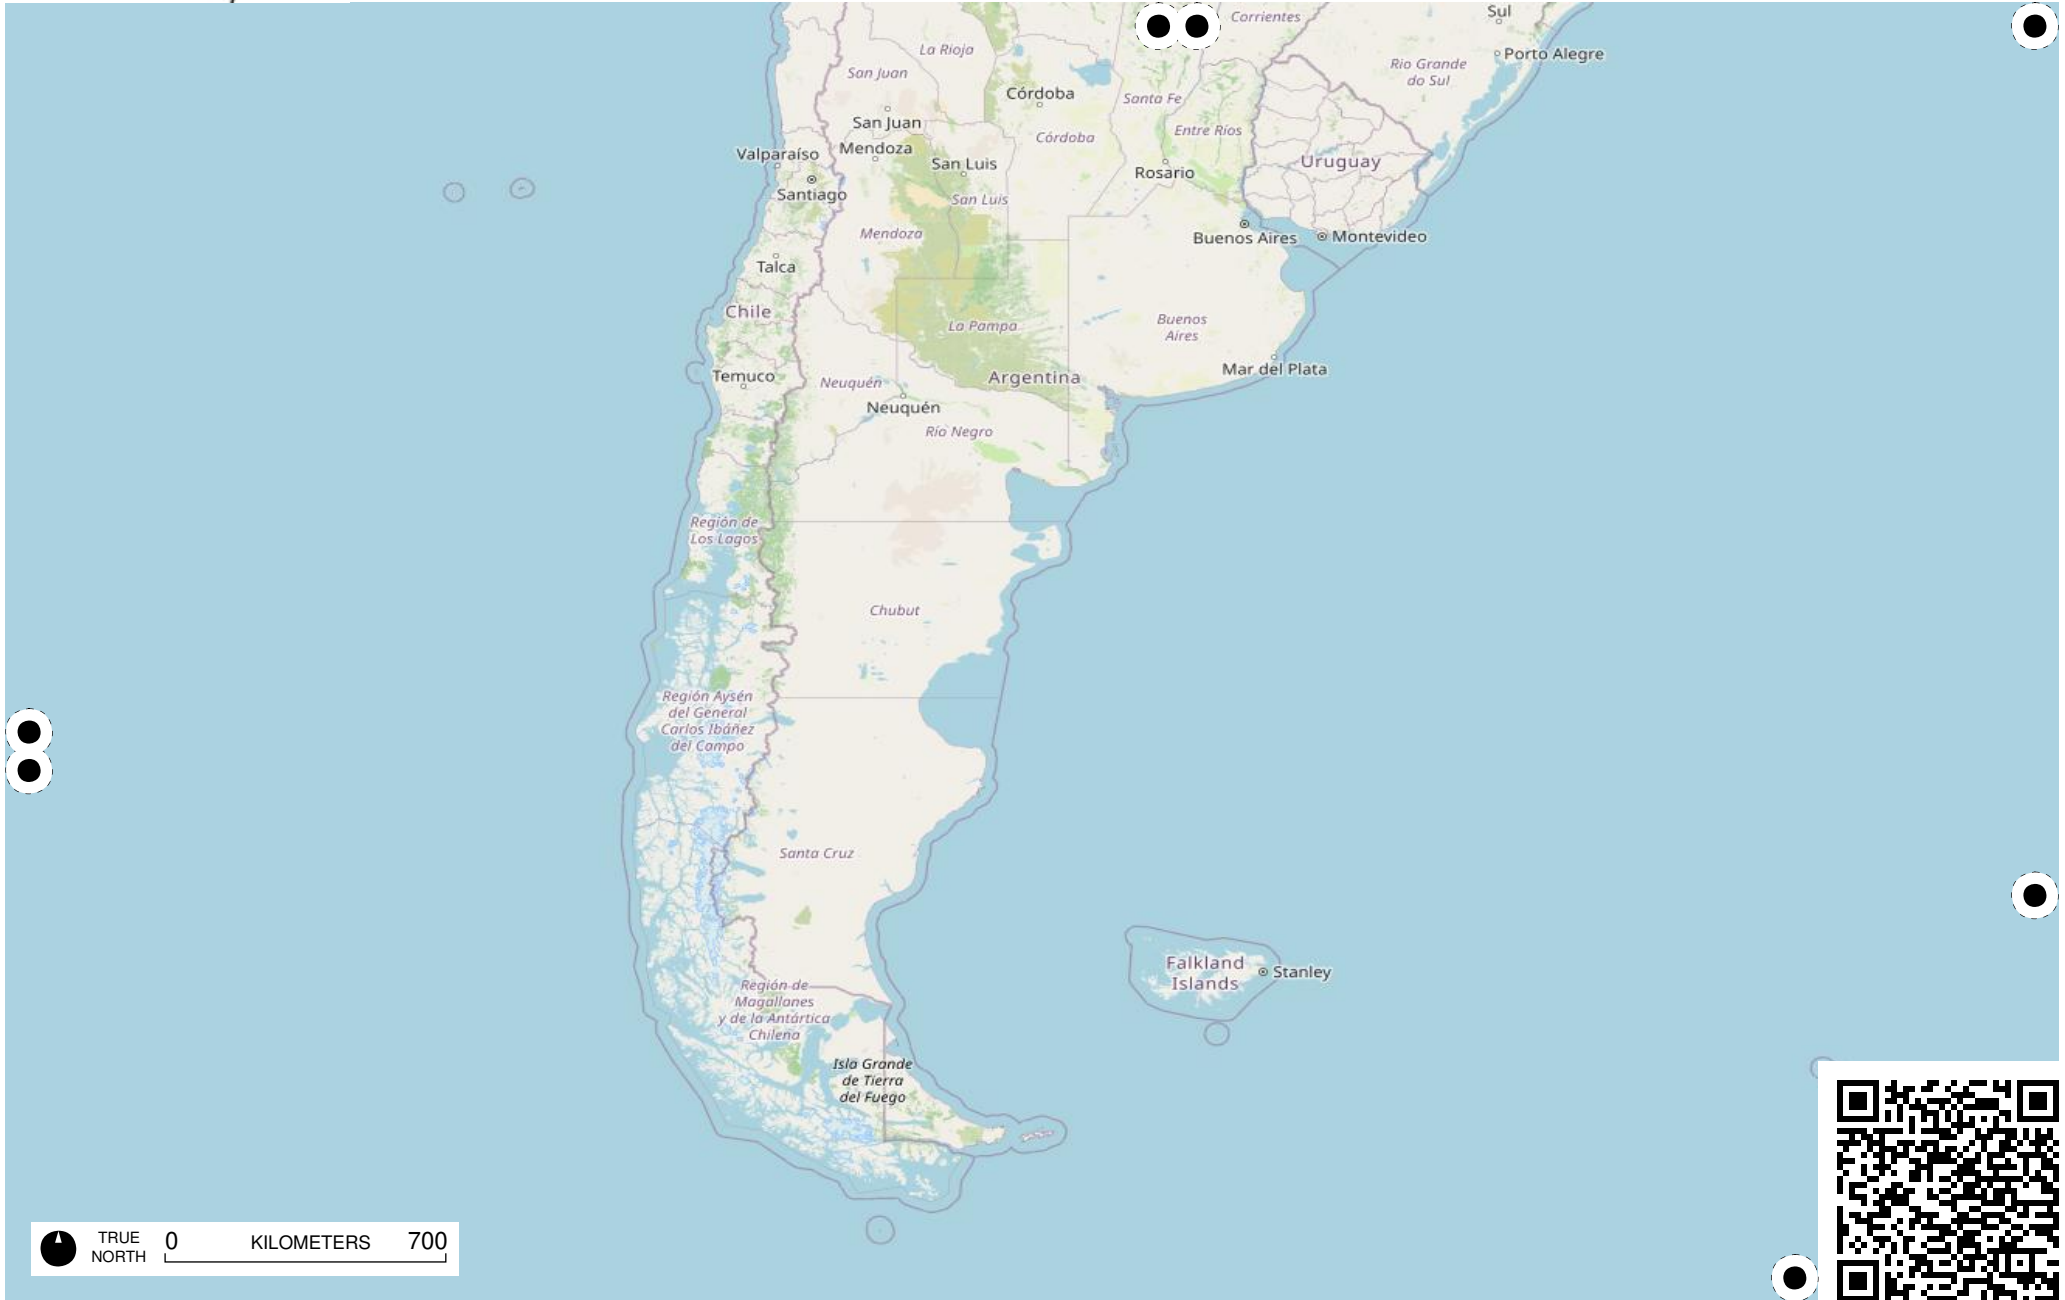 Corrientes
Sul
La Rioja
Porto Alegre
San Juan
Rio Grande
do Sul
Córdoba
Santa Fe
San Juan
Entre Ríos
Córdoba
Valparaíso
Mendoza
San Luis
Uruguay
Rosario
Santiago
San Luis
Mendoza
Buenos Aires
Montevideo
Talca
Chile
La Pampa
Buenos
Aires
Mar del Plata
Temuco
Neuquén
Argentina
Neuquén
Río Negro
Región de
Los Lagos
Chubut
Región Aysén
del General
Carlos Ibáñez
del Campo
Santa Cruz
Falkland
Islands
Stanley
Región de
Magallanes
y de la Antártica
Chilena
Isla Grande
de Tierra
del Fuego
TRUE
NORTH
0 KILOMETERS 700